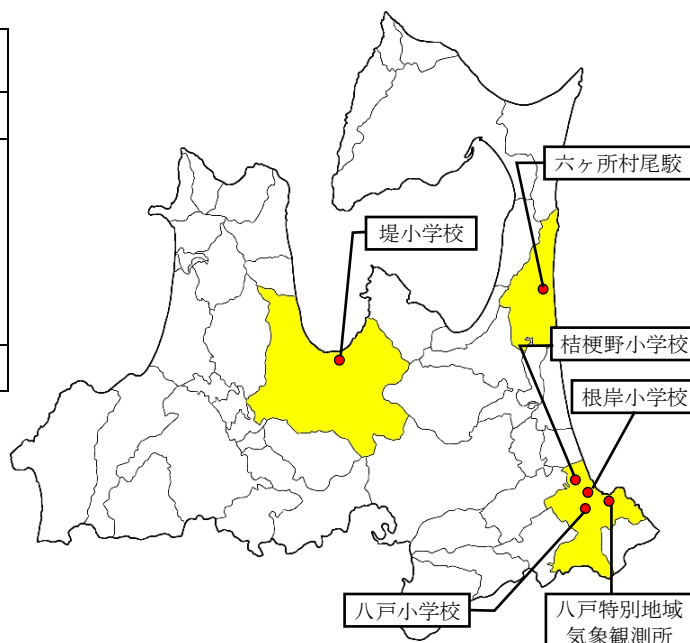 六ヶ所村尾駮
堤小学校
桔梗野小学校
根岸小学校
八戸小学校
八戸特別地域
気象観測所